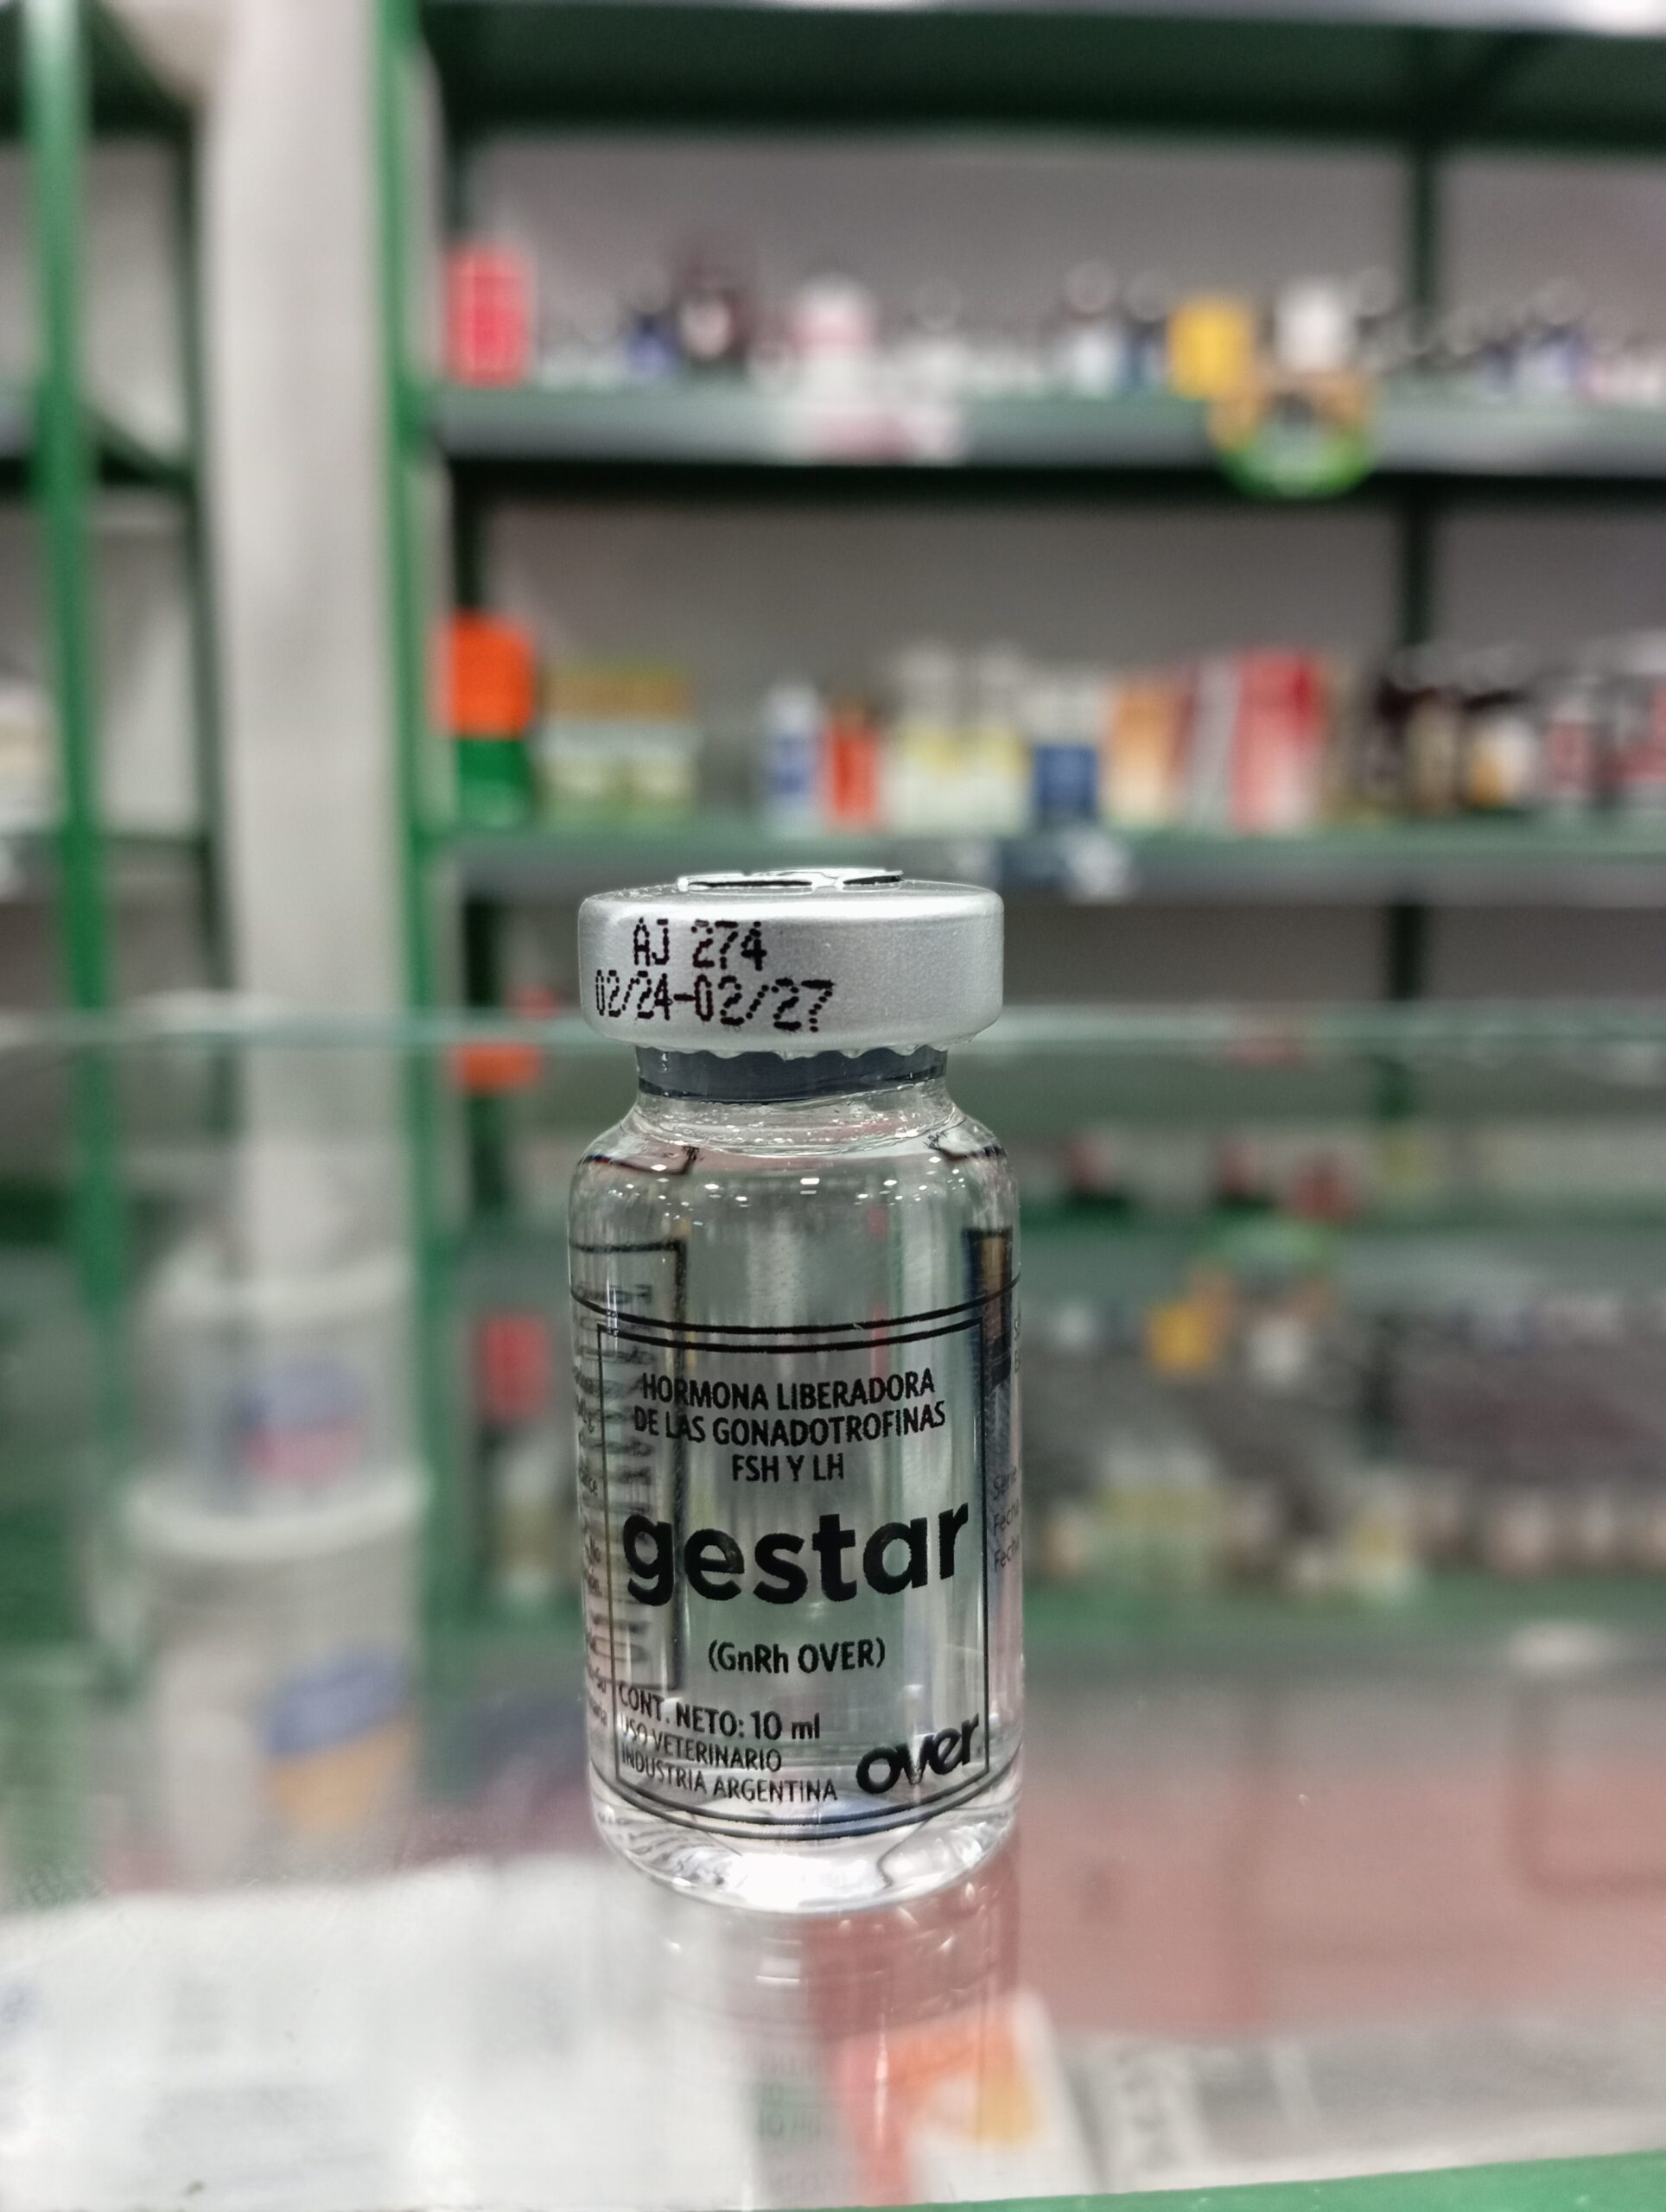 AJ 274
02/24-02/27
HORMONA LIBERADORA
DE LAS GONADOTROFINAS
FSH Y LH
gestar
(GnRh OVER)
CONT. NETO: 10 ml
USO VETERINARIO
INDUSTRIA ARGENTINA
over
Serie